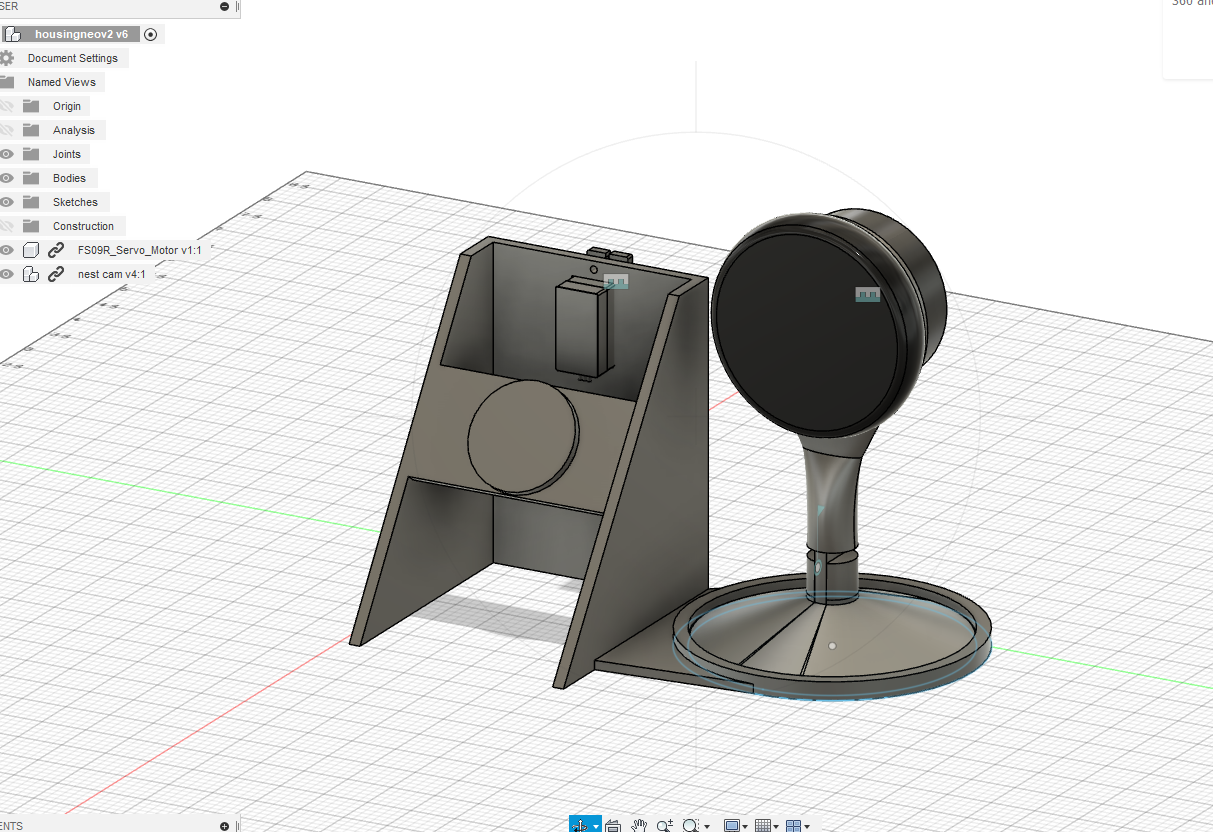 SER
360 and
housingneov2 v6
Document Settings
Named Views
Origin
Analysis
Joints
Bodies
Sketches
Construction
FS09R_Servo_Motor v1:1
nest cam v4:1
ENTS